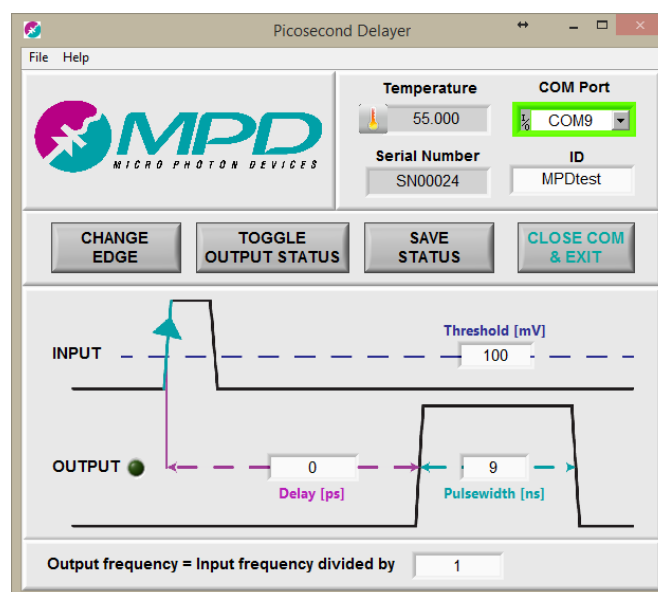 Picosecond Delayer
File Help
MPD
MICRO PHOTON DEVICES
Temperature
55.000
COM Port
I/O COM9
Serial Number
SN00024
ID
MPDtest
CHANGE EDGE
TOGGLE OUTPUT STATUS
SAVE STATUS
CLOSE COM & EXIT
INPUT
Threshold [mV]
100
OUTPUT
0
Delay [ps]
9
Pulsewidth [ns]
Output frequency = Input frequency divided by 1